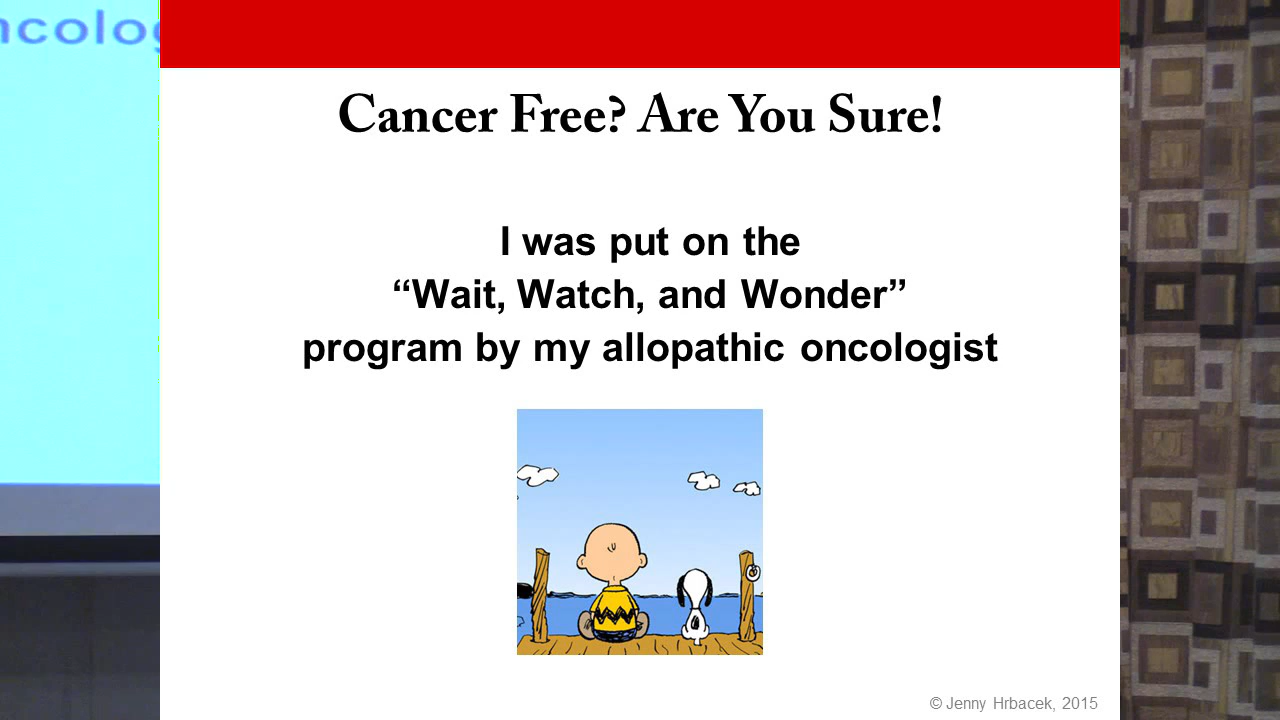 Cancer Free? Are You Sure!
I was put on the
“Wait, Watch, and Wonder”
program by my allopathic oncologist
© Jenny Hrbacek, 2015